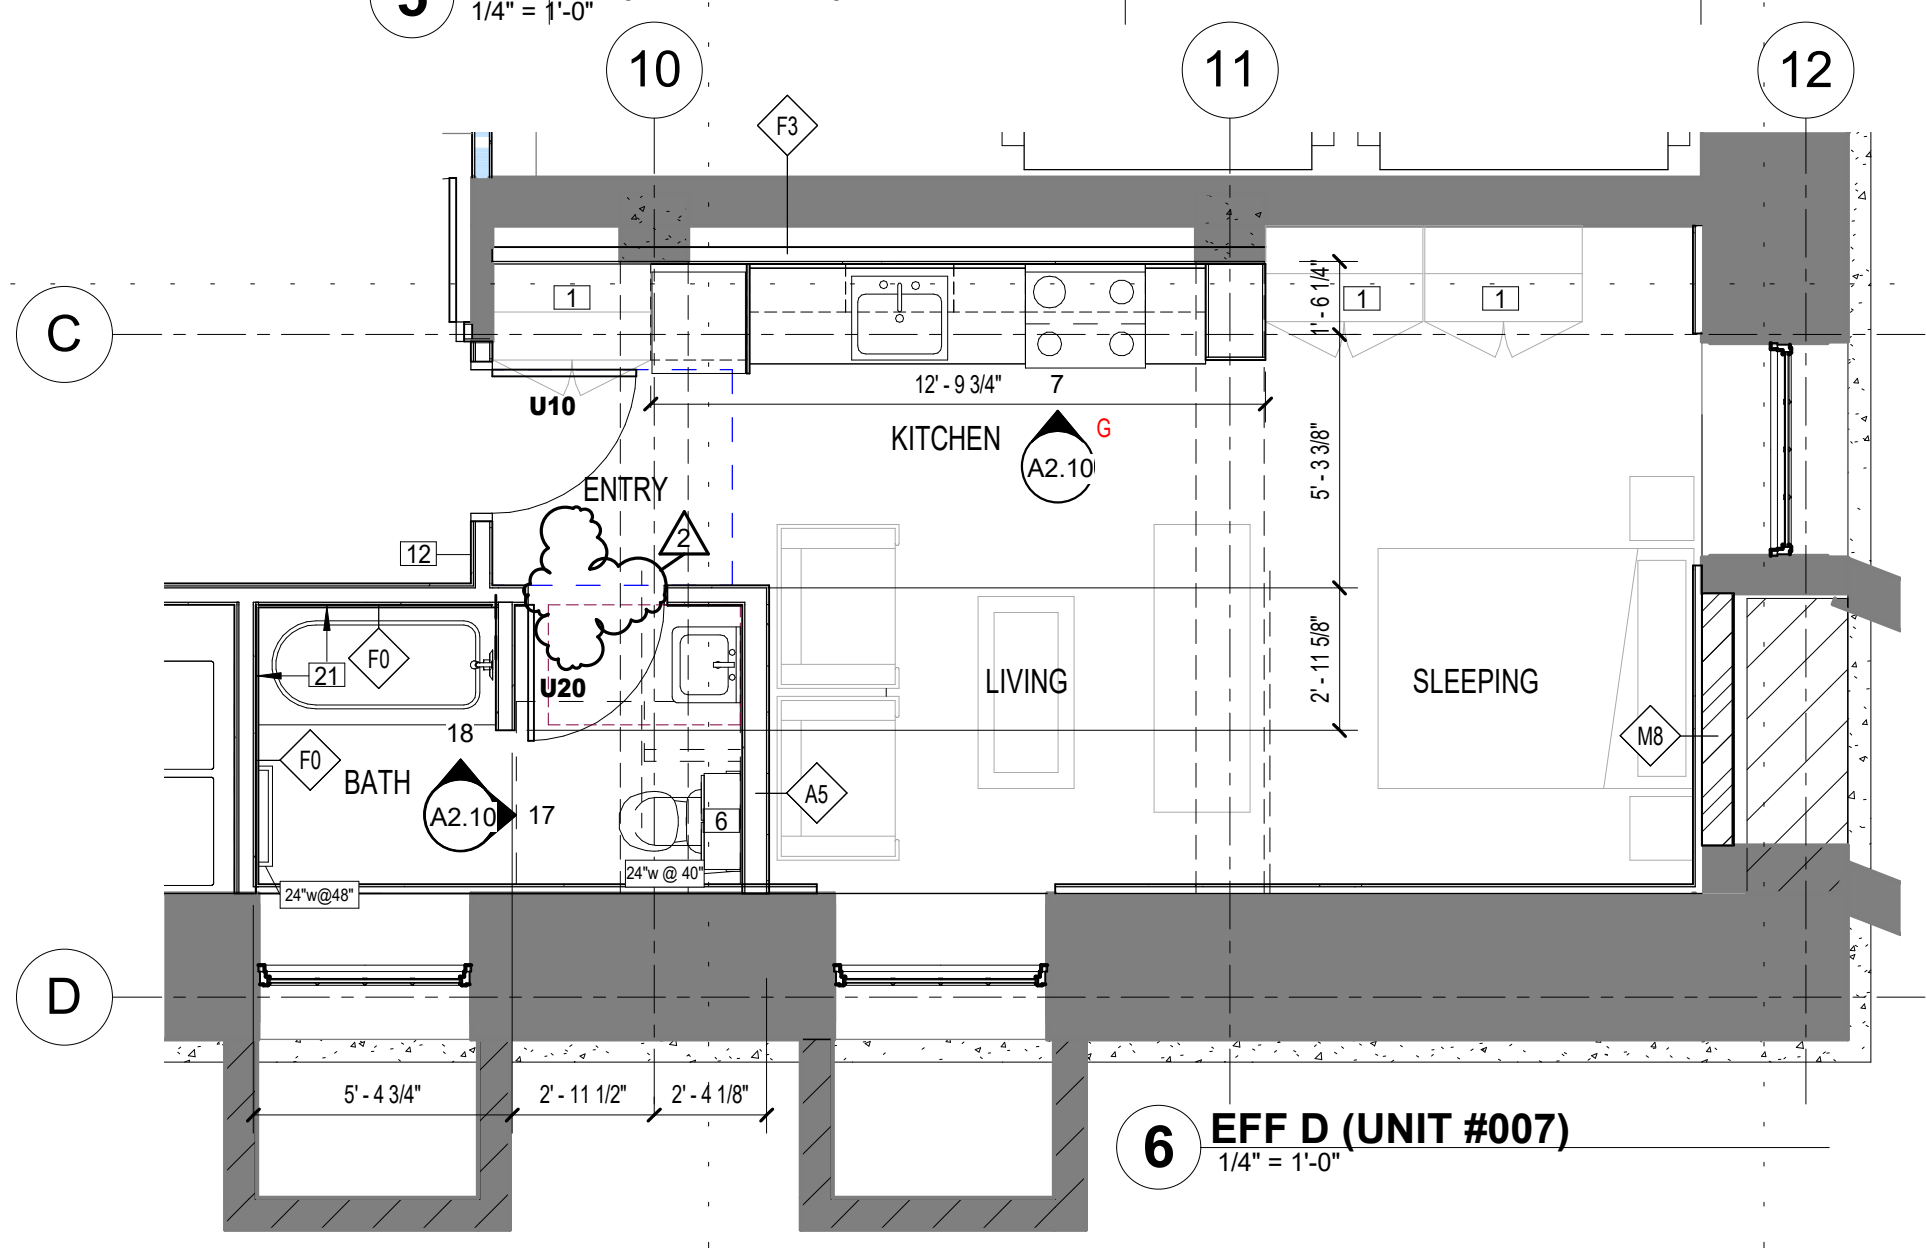 1/4" = 1'-0"
10
11
12
F3
C
1
1
1
1' - 6 1/4"
12' - 9 3/4"
7
U10
KITCHEN
G
A2.10
5' - 3 3/8"
ENTRY
2
12
F0
21
U20
LIVING
2' - 11 5/8"
SLEEPING
18
M8
F0
BATH
A2.10
17
A5
6
24"w @ 40"
24"w@48"
D
5' - 4 3/4"
2' - 11 1/2"
2' - 4 1/8"
6
EFF D (UNIT #007)
1/4" = 1'-0"